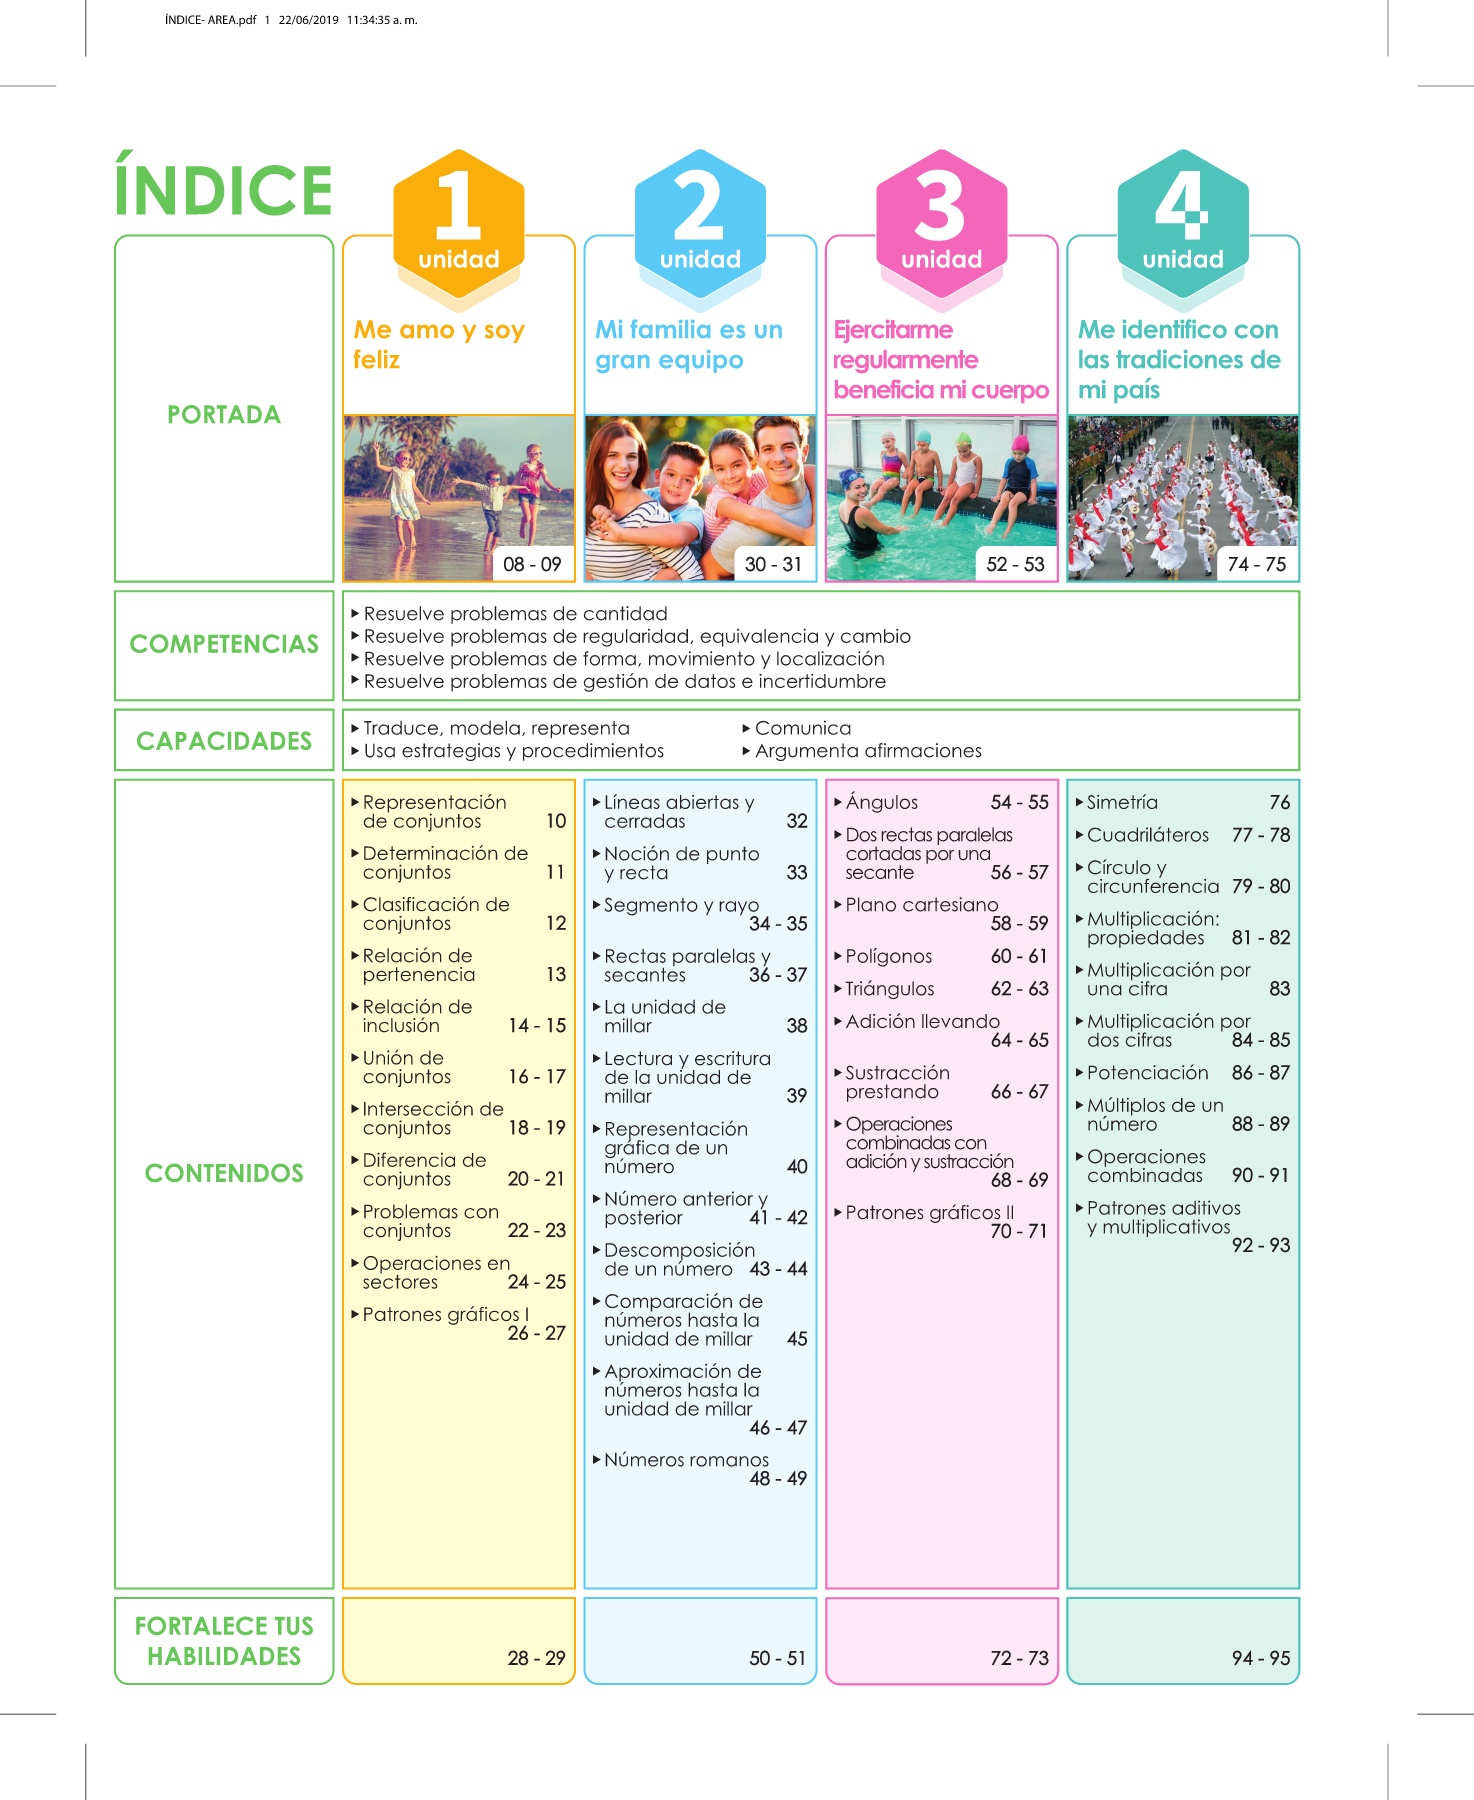 ÍNDICE- AREA.pdf 1 22/06/2019 11:34:35 a. m.
ÍNDICE
1
unidad
2
unidad
3
unidad
4
unidad
PORTADA
Me amo y soy
feliz
08 - 09
Mi familia es un
gran equipo
30 - 31
Ejercitarme
regularmente
beneficia mi cuerpo
52 - 53
Me identifico con
las tradiciones de
mi país
74 - 75
COMPETENCIAS
Resuelve problemas de cantidad
Resuelve problemas de regularidad, equivalencia y cambio
Resuelve problemas de forma, movimiento y localización
Resuelve problemas de gestión de datos e incertidumbre
CAPACIDADES
Traduce, modela, representa
Usa estrategias y procedimientos
Comunica
Argumenta afirmaciones
CONTENIDOS
Representación
de conjuntos 10
Determinación de
conjuntos 11
Clasificación de
conjuntos 12
Relación de
pertenencia 13
Relación de
inclusión 14 - 15
Unión de
conjuntos 16 - 17
Intersección de
conjuntos 18 - 19
Diferencia de
conjuntos 20 - 21
Problemas con
conjuntos 22 - 23
Operaciones en
sectores 24 - 25
Patrones gráficos I
26 - 27
Líneas abiertas y
cerradas 32
Noción de punto
y recta 33
Segmento y rayo
34 - 35
Rectas paralelas y
secantes 36 - 37
La unidad de
millar 38
Lectura y escritura
de la unidad de
millar 39
Representación
gráfica de un
número 40
Número anterior y
posterior 41 - 42
Descomposición
de un número 43 - 44
Comparación de
números hasta la
unidad de millar 45
Aproximación de
números hasta la
unidad de millar
46 - 47
Números romanos
48 - 49
Ángulos 54 - 55
Dos rectas paralelas
cortadas por una
secante 56 - 57
Plano cartesiano
58 - 59
Polígonos 60 - 61
Triángulos 62 - 63
Adición llevando
64 - 65
Sustracción
prestando 66 - 67
Operaciones
combinadas con
adición y sustracción
68 - 69
Patrones gráficos II
70 - 71
Simetría 76
Cuadriláteros 77 - 78
Círculo y
circunferencia 79 - 80
Multiplicación:
propiedades 81 - 82
Multiplicación por
una cifra 83
Multiplicación por
dos cifras 84 - 85
Potenciación 86 - 87
Múltiplos de un
número 88 - 89
Operaciones
combinadas 90 - 91
Patrones aditivos
y multiplicativos
92 - 93
FORTALECE TUS
HABILIDADES
28 - 29
50 - 51
72 - 73
94 - 95